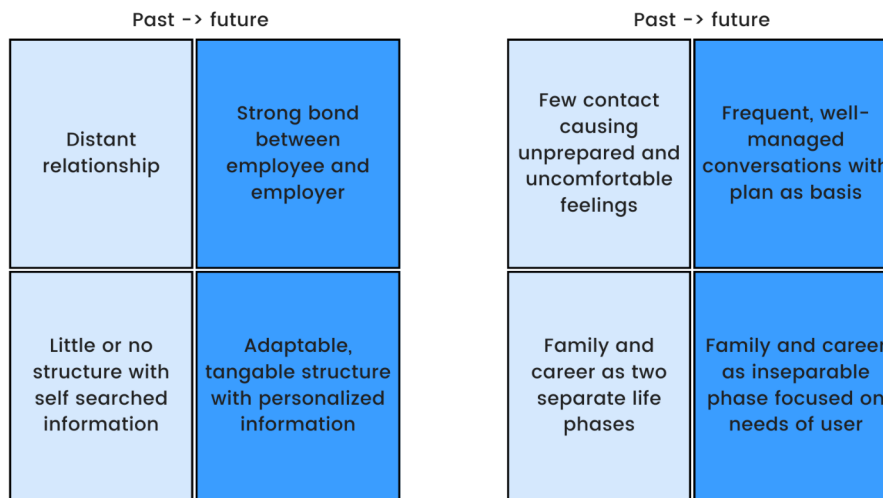 Past -> future
Distant
relationship
Strong bond
between
employee and
employer
Little or no
structure with
self searched
information
Adaptable,
tangable structure
with personalized
information
Past -> future
Few contact
causing
unprepared and
uncomfortable
feelings
Frequent, well-
managed
conversations with
plan as basis
Family and
career as two
separate life
phases
Family and career
as inseparable
phase focused on
needs of user